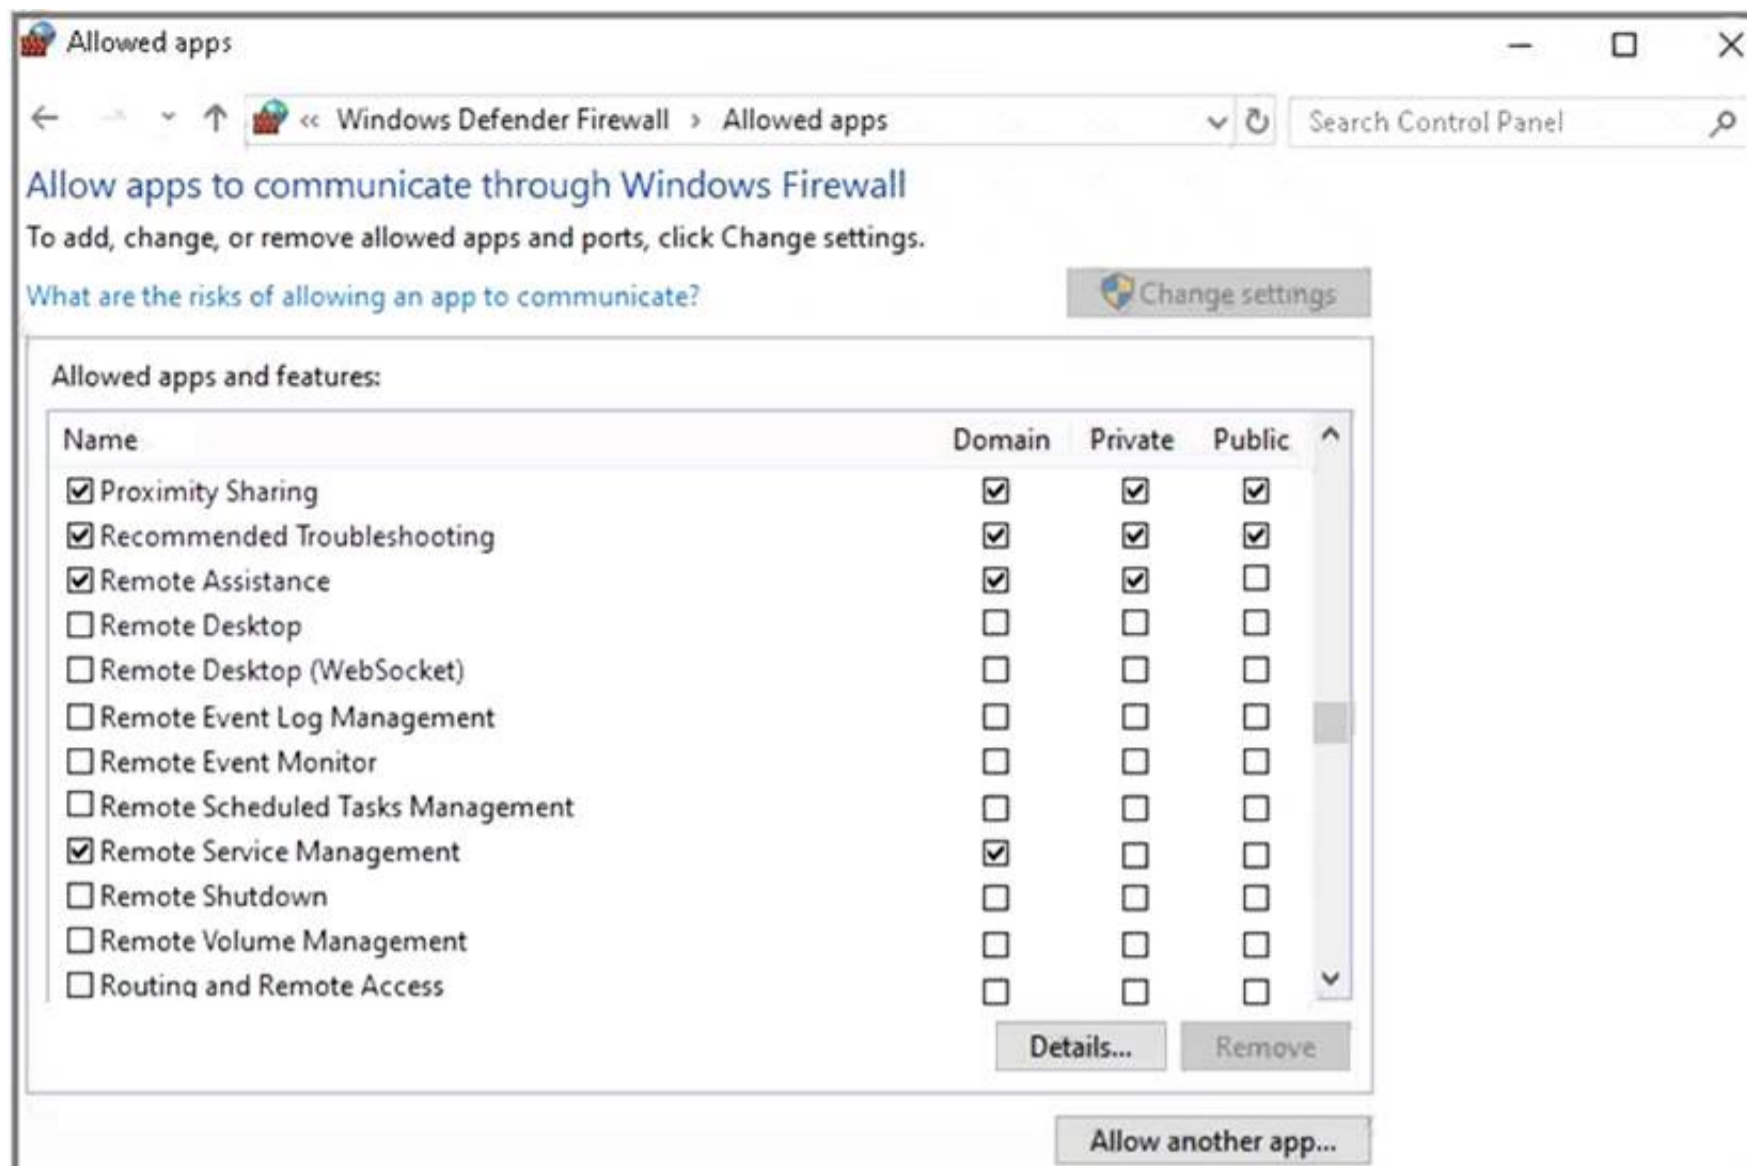 Allowed apps
« Windows Defender Firewall › Allowed apps Search Control Panel
Allow apps to communicate through Windows Firewall
To add, change, or remove allowed apps and ports, click Change settings.
What are the risks of allowing an app to communicate? Change settings
Allowed apps and features:
Name Domain Private Public
Proximity Sharing
Recommended Troubleshooting
Remote Assistance
Remote Desktop
Remote Desktop (WebSocket)
Remote Event Log Management
Remote Event Monitor
Remote Scheduled Tasks Management
Remote Service Management
Remote Shutdown
Remote Volume Management
Routing and Remote Access
Details... Remove
Allow another app...